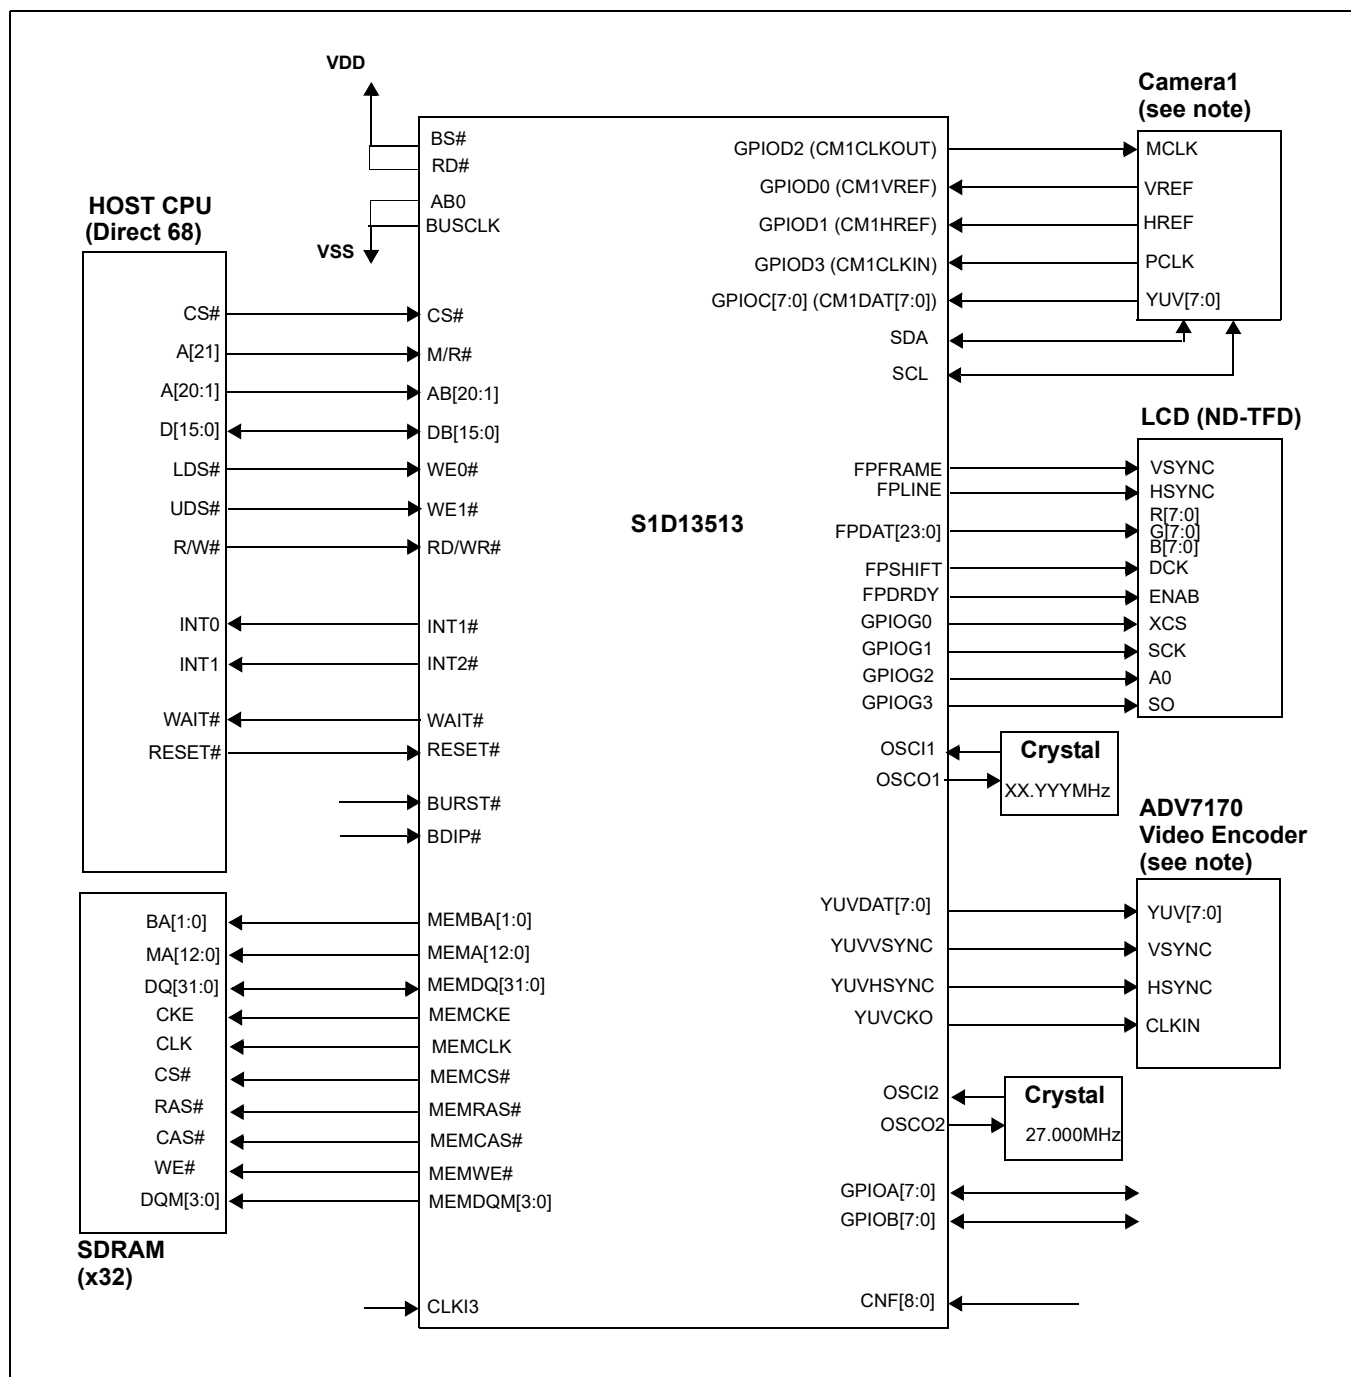 VDD
BS#
RD#
AB0
BUSCLK
VSS
HOST CPU
(Direct 68)
CS#
A[21]
A[20:1]
D[15:0]
LDS#
UDS#
R/W#
INT0
INT1
WAIT#
RESET#
CS#
M/R#
AB[20:1]
DB[15:0]
WE0#
WE1#
RD/WR#
INT1#
INT2#
WAIT#
RESET#
BURST#
BDIP#
BA[1:0]
MA[12:0]
DQ[31:0]
CKE
CLK
CS#
RAS#
CAS#
WE#
DQM[3:0]
SDRAM
(x32)
MEMBA[1:0]
MEMA[12:0]
MEMDQ[31:0]
MEMCKE
MEMCLK
MEMCS#
MEMRAS#
MEMCAS#
MEMWE#
MEMDQM[3:0]
CLKI3
S1D13513
GPIOD2 (CM1CLKOUT)
GPIOD0 (CM1VREF)
GPIOD1 (CM1HREF)
GPIOD3 (CM1CLKIN)
GPIOC[7:0] (CM1DAT[7:0])
SDA
SCL
FPFRAME
FPLINE
FPDAT[23:0]
FPSHIFT
FPDRDY
GPIOG0
GPIOG1
GPIOG2
GPIOG3
OSCI1
OSCO1
YUVDAT[7:0]
YUVVSYNC
YUVHSYNC
YUVCKO
OSCI2
OSCO2
GPIOA[7:0]
GPIOB[7:0]
CNF[8:0]
Camera1
(see note)
MCLK
VREF
HREF
PCLK
YUV[7:0]
LCD (ND-TFD)
VSYNC
HSYNC
R[7:0]
G[7:0]
B[7:0]
DCK
ENAB
XCS
SCK
A0
SO
Crystal
XX.YYYMHz
ADV7170
Video Encoder
(see note)
YUV[7:0]
VSYNC
HSYNC
CLKIN
Crystal
27.000MHz